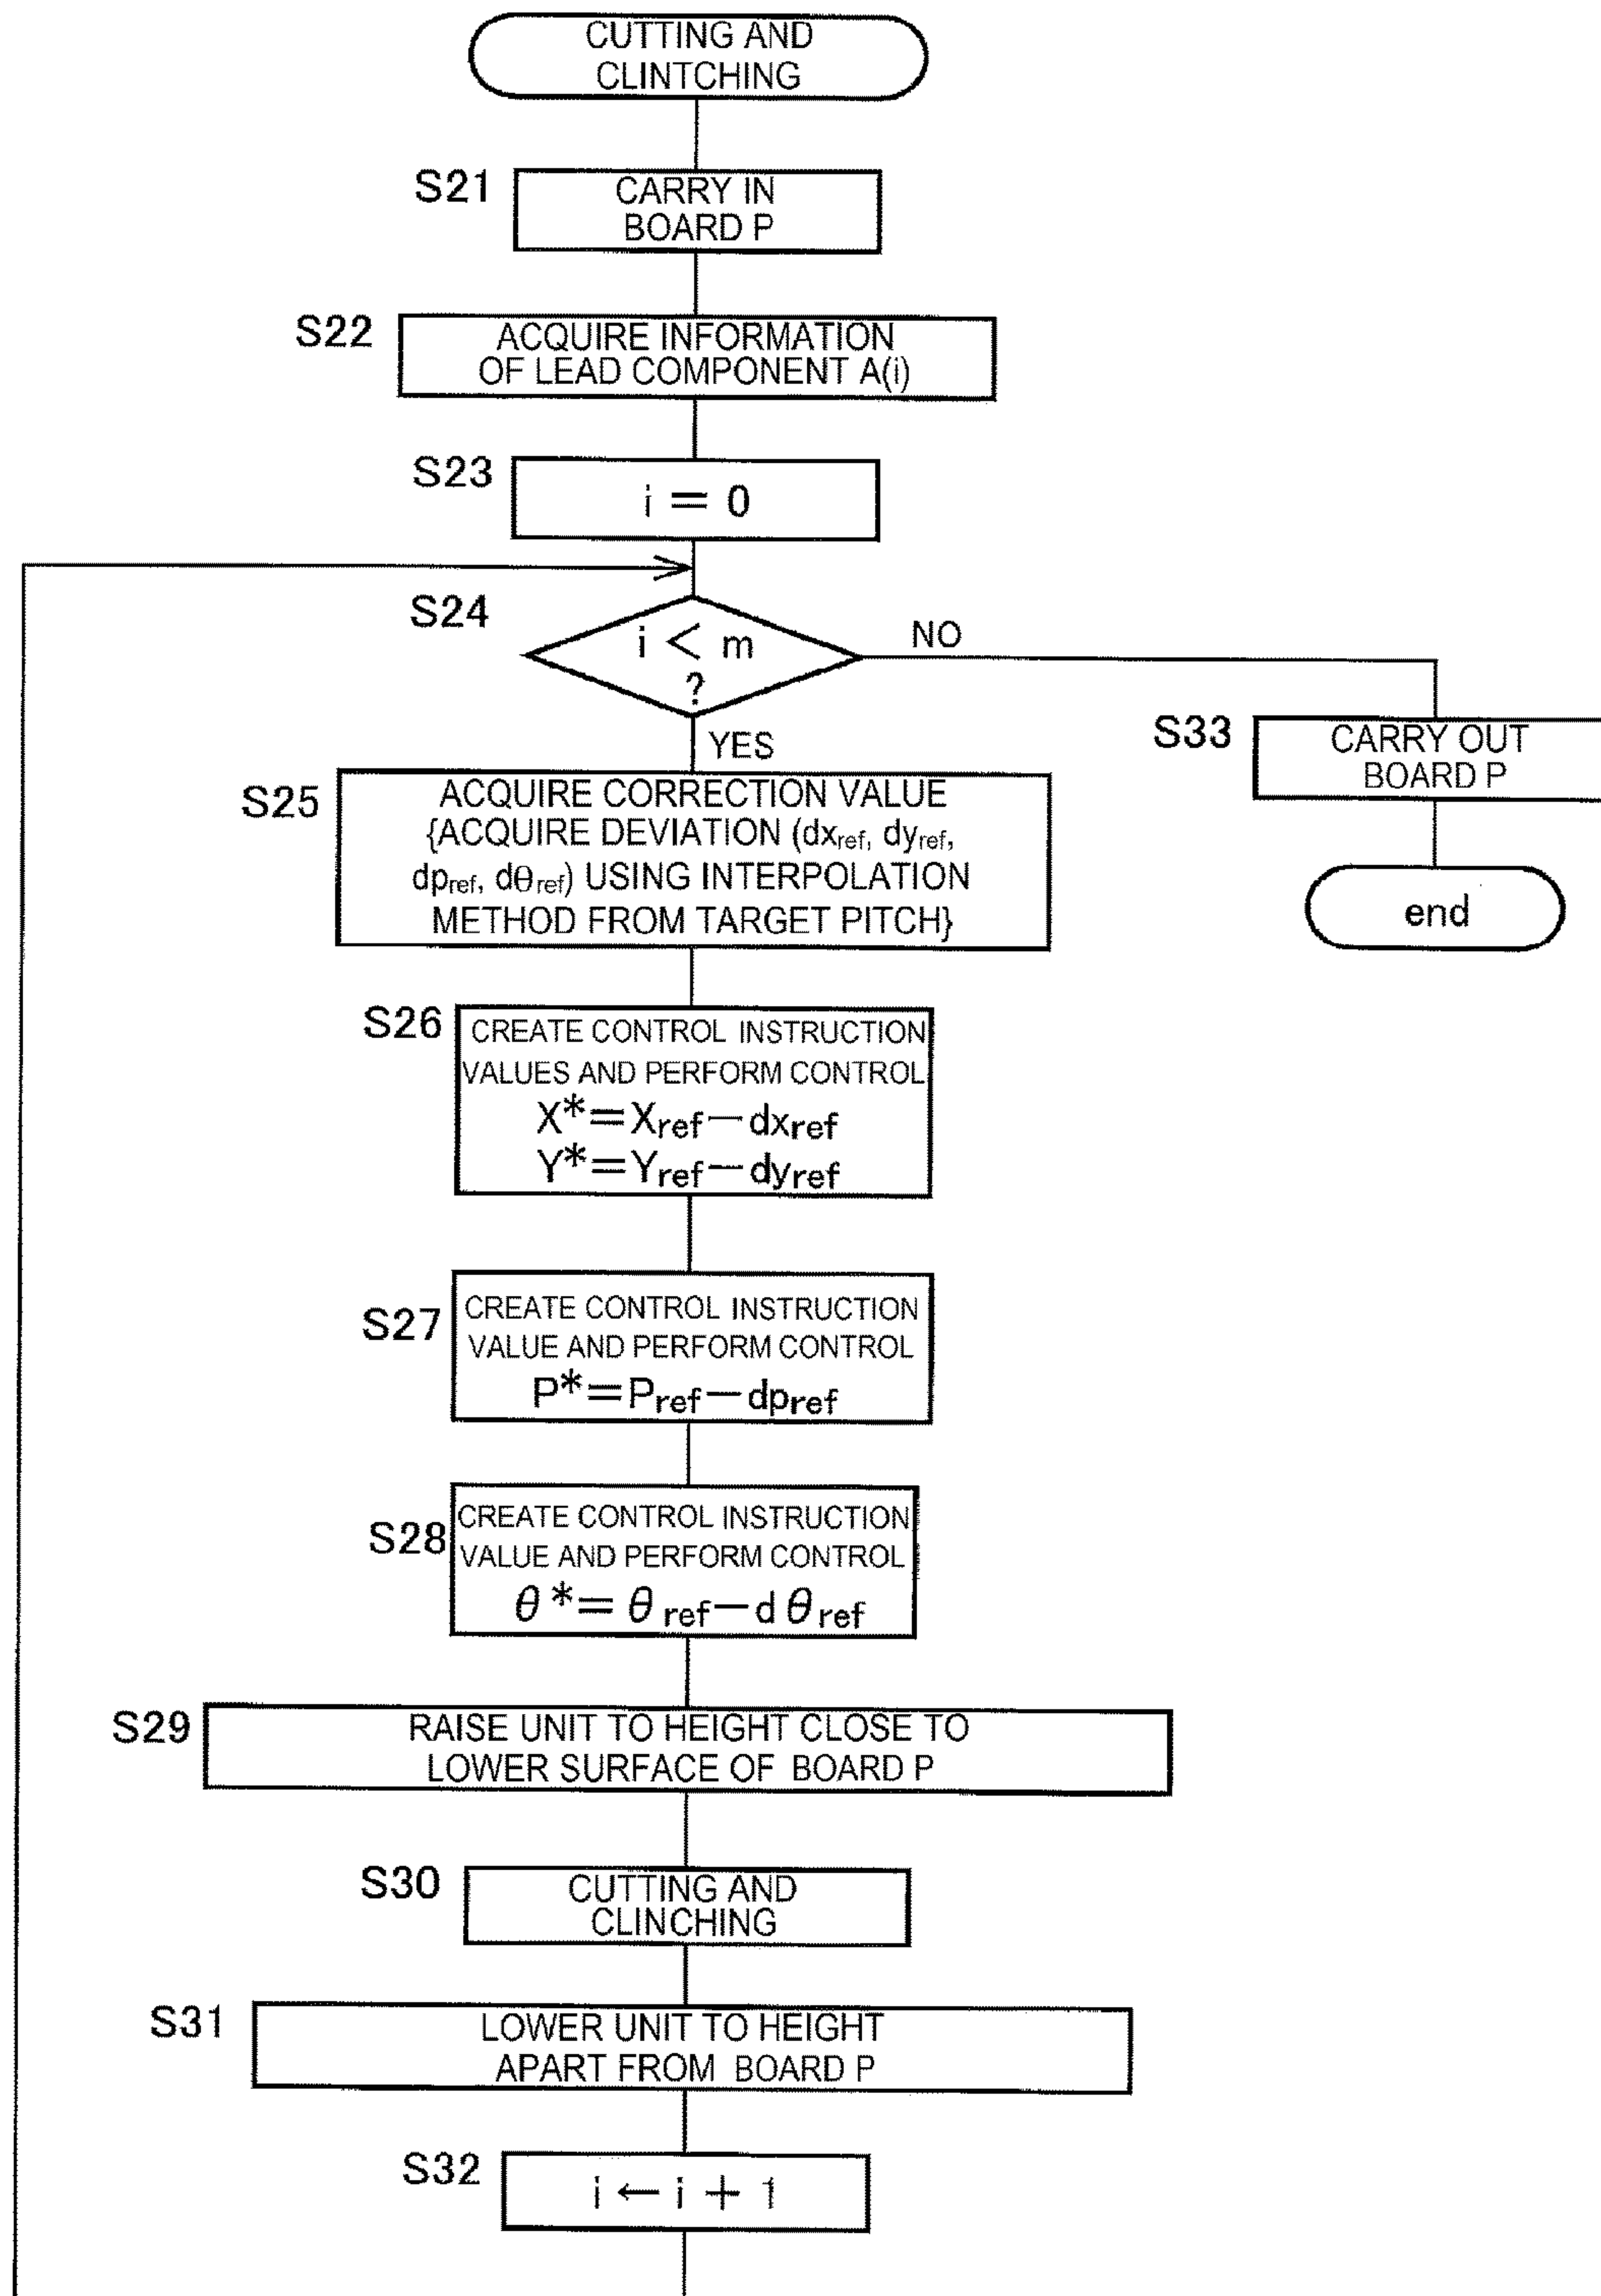 CUTTING AND
CLINTCHING
S21
CARRY IN
BOARD P
S22
ACQUIRE INFORMATION
OF LEAD COMPONENT A(i)
S23
i = 0
S24
i < m
?
NO
YES
S33
CARRY OUT
BOARD P
end
S25
ACQUIRE CORRECTION VALUE
{ACQUIRE DEVIATION (dxref, dyref,
dpref, dθref) USING INTERPOLATION
METHOD FROM TARGET PITCH}
S26
CREATE CONTROL INSTRUCTION
VALUES AND PERFORM CONTROL
X*=Xref−dxref
Y*=Yref−dyref
S27
CREATE CONTROL INSTRUCTION
VALUE AND PERFORM CONTROL
P*=Pref−dpref
S28
CREATE CONTROL INSTRUCTION
VALUE AND PERFORM CONTROL
θ*=θref−dθref
S29
RAISE UNIT TO HEIGHT CLOSE TO
LOWER SURFACE OF BOARD P
S30
CUTTING AND
CLINCHING
S31
LOWER UNIT TO HEIGHT
APART FROM BOARD P
S32
i ← i + 1